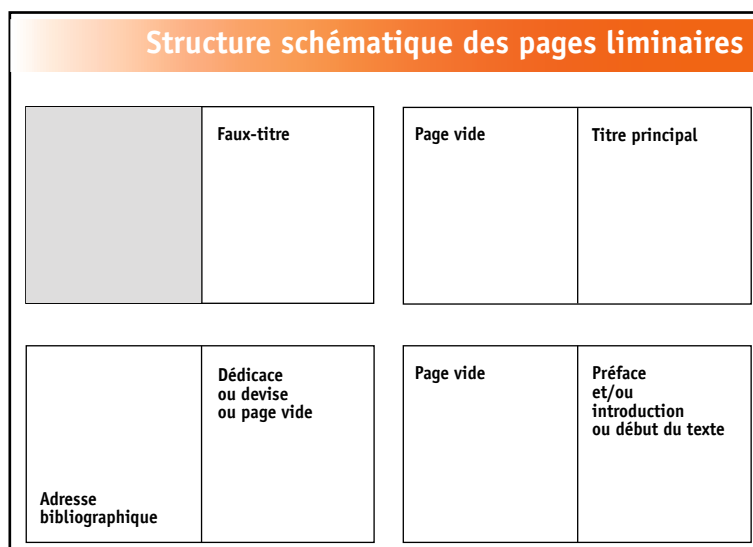 Structure schématique des pages liminaires
Faux-titre
Page vide
Titre principal
Adresse
bibliographique
Dédicace
ou devise
ou page vide
Page vide
Préface
et/ou
introduction
ou début du texte